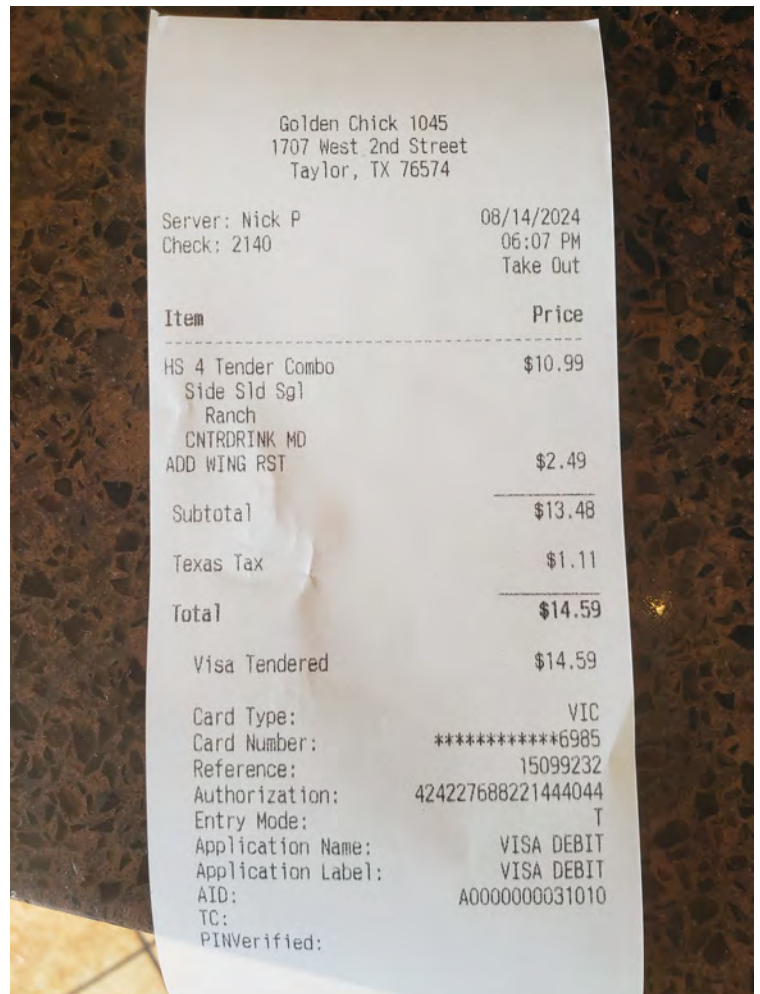 Golden Chick 1045
1707 West 2nd Street
Taylor, TX 76574
Server: Nick P 08/14/2024
Check: 2140 06:07 PM
Take Out
Item Price
HS 4 Tender Combo $10.99
Side Sld Sgl
Ranch
CNTRDRINK MD
ADD WING RST $2.49
Subtotal $13.48
Texas Tax $1.11
Total $14.59
Visa Tendered $14.59
Card Type: VIC
Card Number: ************6985
Reference: 15099232
Authorization: 424227688221444044
Entry Mode: T
Application Name: VISA DEBIT
Application Label: VISA DEBIT
AID: A0000000031010
TC:
PINVerified: